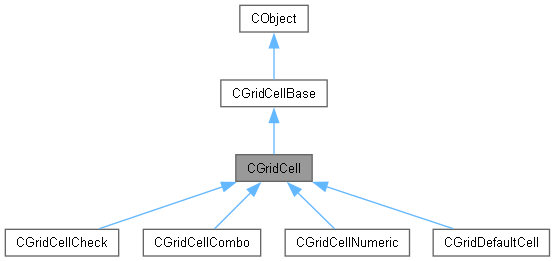 CObject
CGridCellBase
CGridCell
CGridCellCheck
CGridCellCombo
CGridCellNumeric
CGridDefaultCell